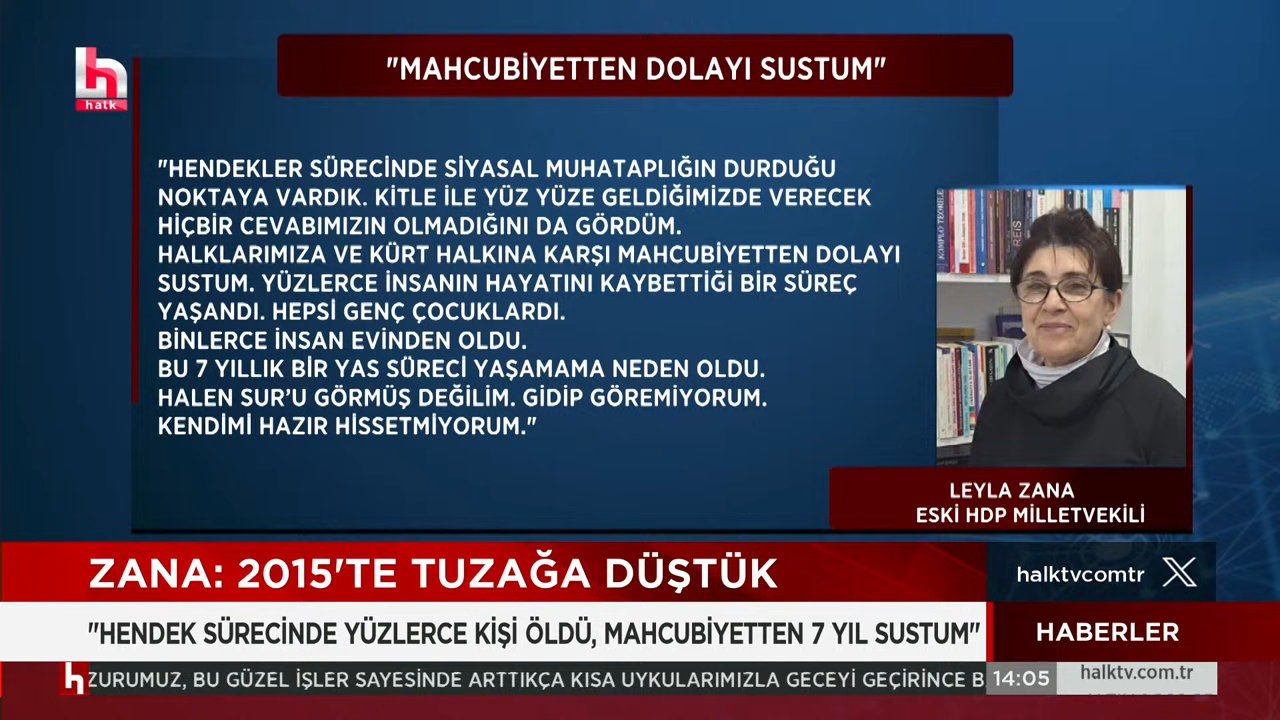 h
halk
"MAHCUBİYETTEN DOLAYI SUSTUM"
"HENDEKLER SÜRECİNDE SİYASAL MUHATAPLIĞIN DURDUĞU
NOKTAYA VARDIK. KİTLE İLE YÜZ YÜZE GELDİĞİMİZDE VERECEK
HİÇBİR CEVABIMIZIN OLMADIĞINI DA GÖRDÜM.
HALKLARIMIZA VE KÜRT HALKINA KARŞI MAHCUBİYETTEN DOLAYI
SUSTUM. YÜZLERCE İNSANIN HAYATINI KAYBETTİĞİ BİR SÜREÇ
YAŞANDI. HEPSİ GENÇ ÇOCUKLARDI.
BİNLERCE İNSAN EVİNDEN OLDU.
BU 7 YILLIK BİR YAS SÜRECİ YAŞAMAMA NEDEN OLDU.
HALEN SUR'U GÖRMÜŞ DEĞİLİM. GİDİP GÖREMİYORUM.
KENDİMİ HAZIR HİSSETMİYORUM."
KOMPLO TEORİLE
REIS
LEYLA ZANA
ESKİ HDP MİLLETVEKİLİ
ZANA: 2015'TE TUZAĞA DÜŞTÜK
halktvcomtr X
"HENDEK SÜRECİNDE YÜZLERCE KİŞİ ÖLDÜ, MAHCUBİYETTEN 7 YIL SUSTUM"
HABERLER
h ZURUMUZ, BU GÜZEL İŞLER SAYESİNDE ARTTIKÇA KISA UYKULARIMIZLA GECEYİ GEÇİRİNCE B
14:05
halktv.com.tr